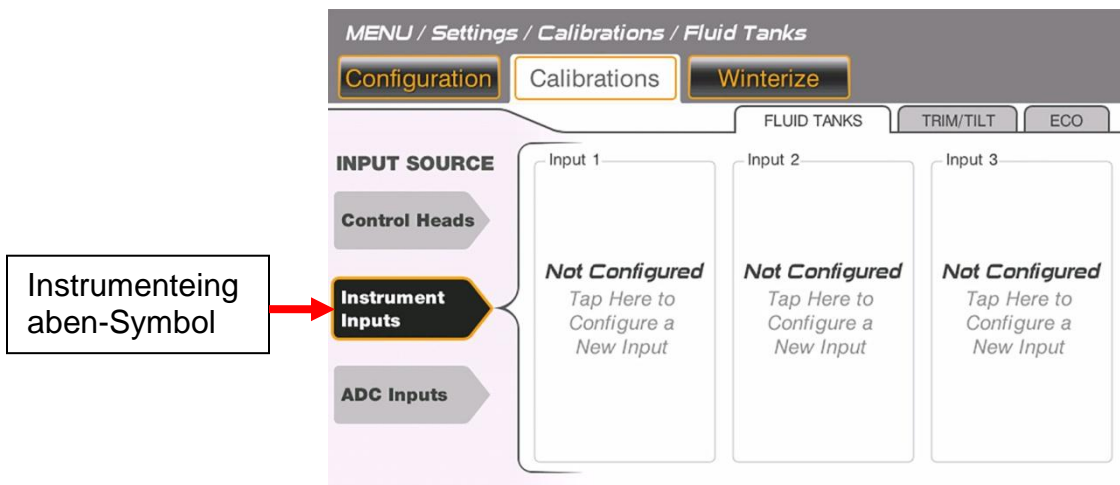 MENU / Settings / Calibrations / Fluid Tanks
Configuration
Calibrations
Winterize
FLUID TANKS
TRIM/TILT
ECO
INPUT SOURCE
Control Heads
Instrument
Inputs
ADC Inputs
Input 1
Not Configured
Tap Here to
Configure a
New Input
Input 2
Not Configured
Tap Here to
Configure a
New Input
Input 3
Not Configured
Tap Here to
Configure a
New Input
Instrumenteing
aben-Symbol